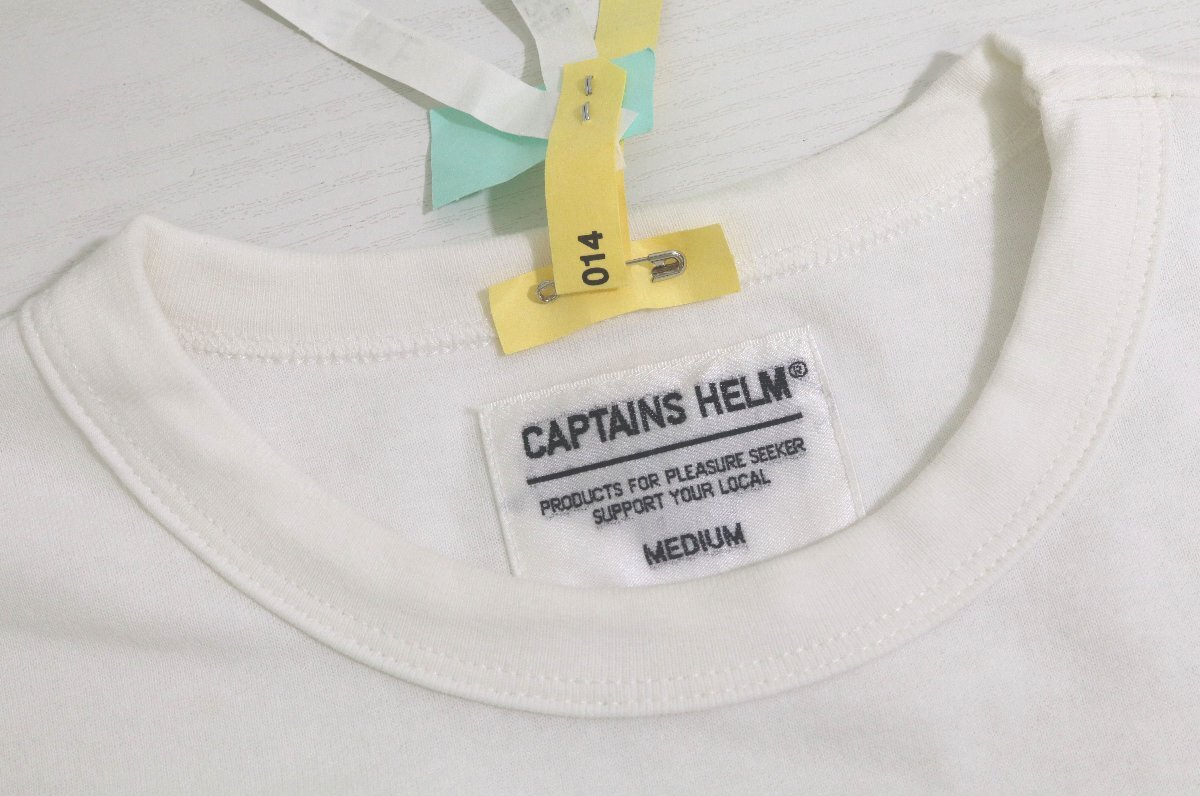 014
CAPTAINS HELM®
PRODUCTS FOR PLEASURE SEEKER
SUPPORT YOUR LOCAL
MEDIUM